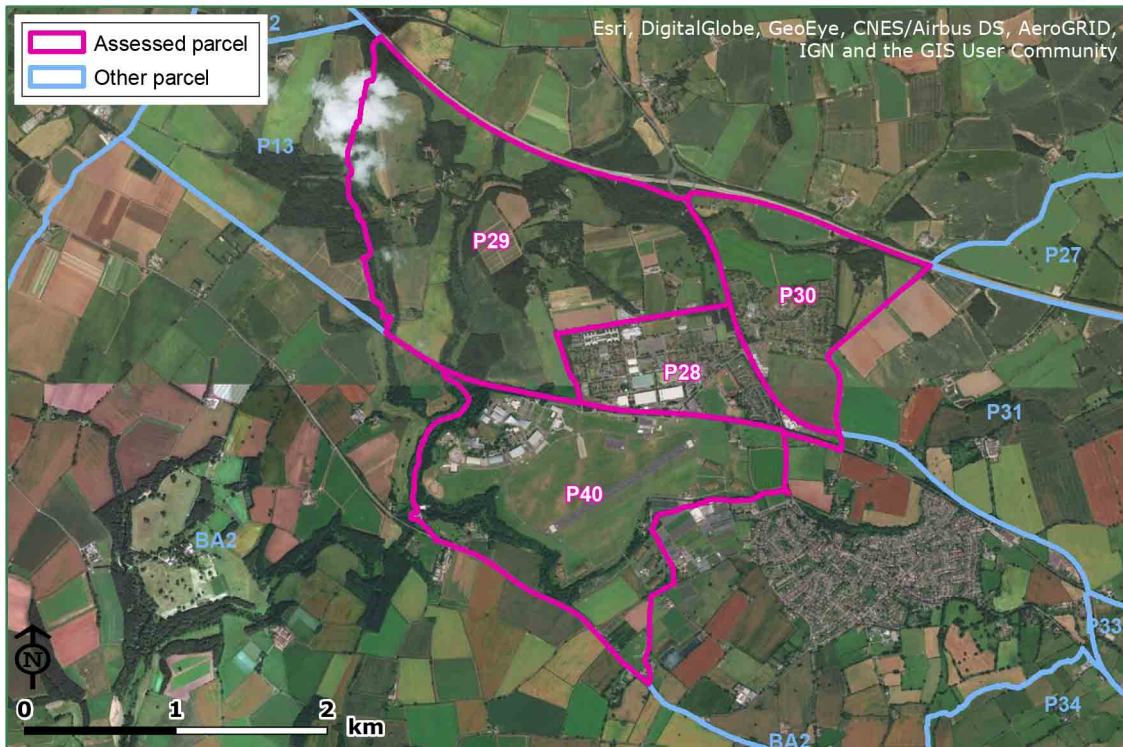 Assessed parcel
Other parcel
2
Esri, DigitalGlobe, GeoEye, CNES/Airbus DS, AeroGRID,
IGN and the GIS User Community
P13
P29
P27
P30
P28
P31
P40
BA2
P33
P34
BA2
N
0 1 2
km